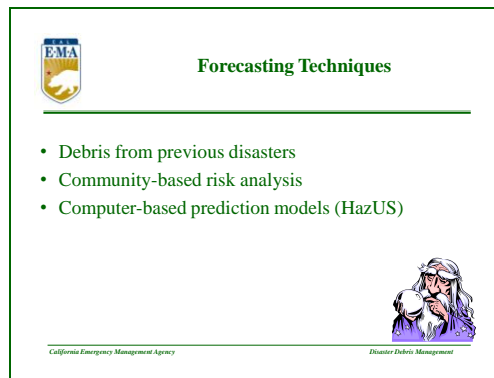 CAL
E·M·A
Forecasting Techniques
• Debris from previous disasters
• Community-based risk analysis
• Computer-based prediction models (HazUS)
California Emergency Management Agency
Disaster Debris Management